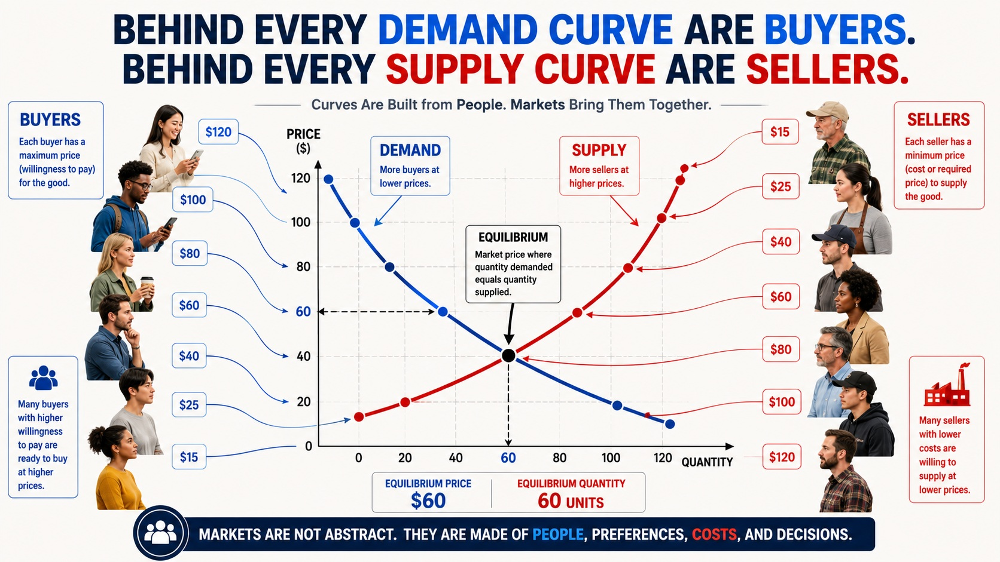 BEHIND EVERY DEMAND CURVE ARE BUYERS.
BEHIND EVERY SUPPLY CURVE ARE SELLERS.
Curves Are Built from People. Markets Bring Them Together.
BUYERS
Each buyer has a
maximum price
(willingness to pay)
for the good.
$120
$100
$80
$60
$40
$25
$15
Many buyers
with higher
willingness
to pay are
ready to buy
at higher
prices.
PRICE
($)
120
100
80
60
40
20
0
DEMAND
More buyers at
lower prices.
SUPPLY
More sellers at
higher prices.
EQUILIBRIUM
Market price where
quantity demanded
equals quantity
supplied.
0 20 40 60 80 100 120 QUANTITY
EQUILIBRIUM PRICE
$60
EQUILIBRIUM QUANTITY
60 UNITS
$15
$25
$40
$60
$80
$100
$120
SELLERS
Each seller has a
minimum price
(cost or required
price) to supply
the good.
Many sellers
with lower
costs are
willing to
supply at
lower prices.
MARKETS ARE NOT ABSTRACT. THEY ARE MADE OF PEOPLE, PREFERENCES, COSTS, AND DECISIONS.